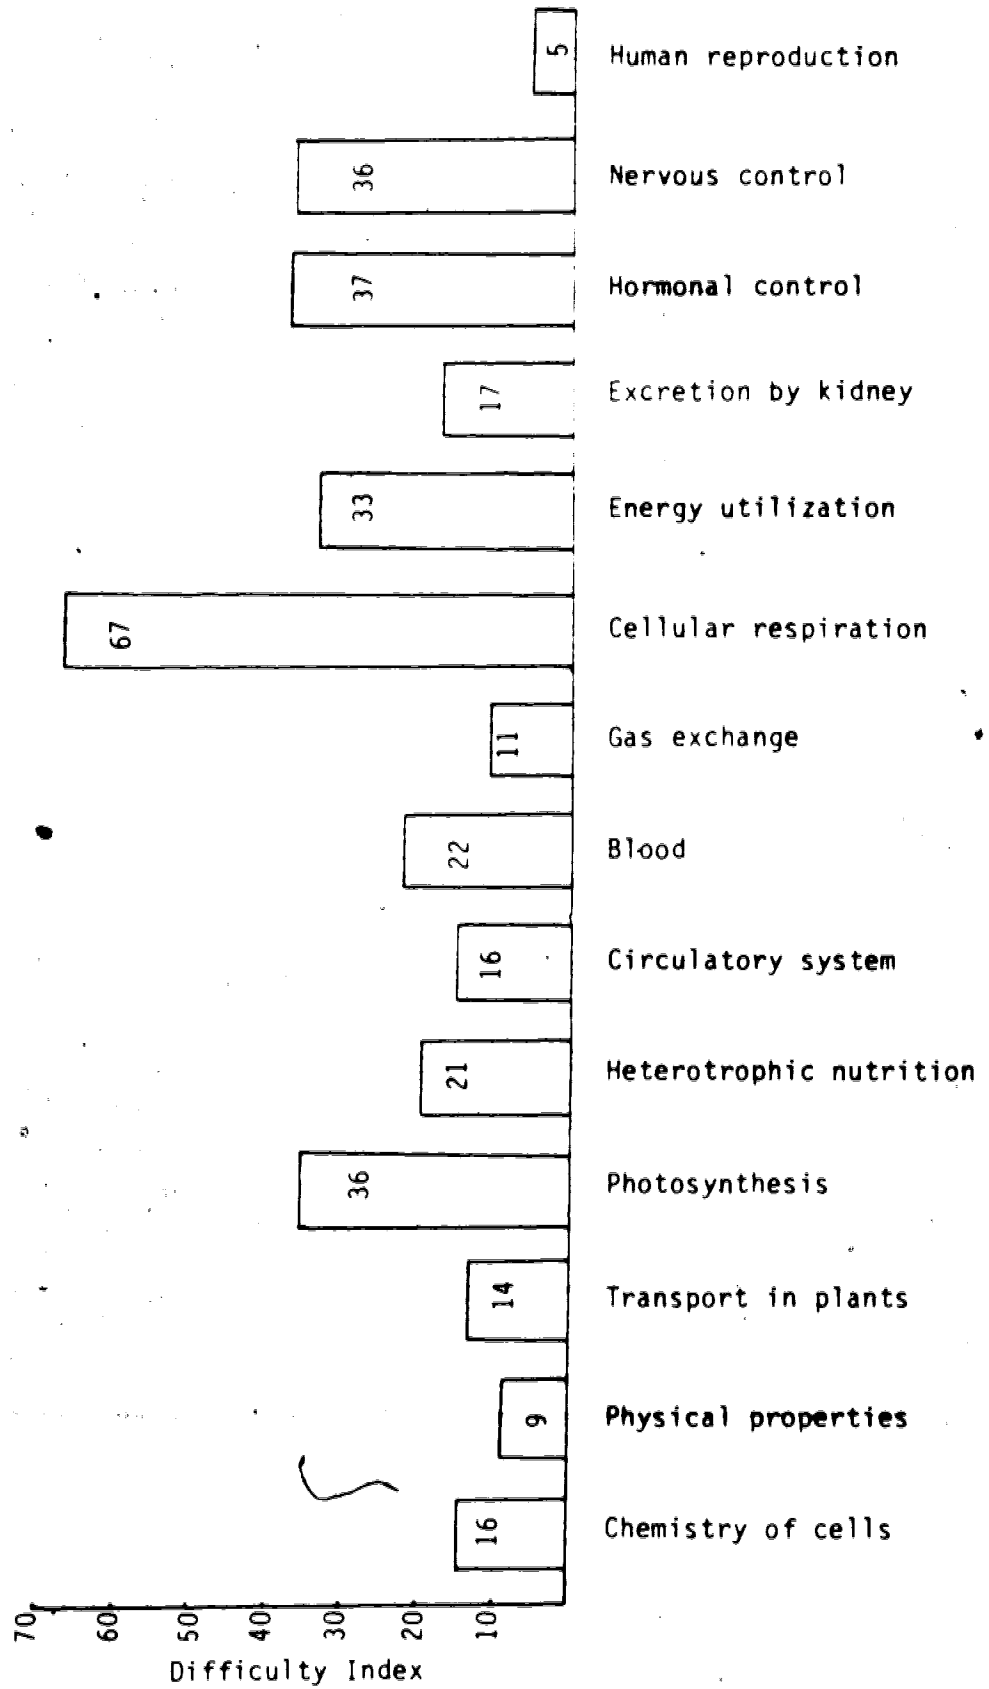 5 Human reproduction
36 Nervous control
37 Hormonal control
17 Excretion by kidney
33 Energy utilization
67 Cellular respiration
11 Gas exchange
22 Blood
16 Circulatory system
21 Heterotrophic nutrition
36 Photosynthesis
14 Transport in plants
9 Physical properties
16 Chemistry of cells
70 60 50 40 30 20 10
Difficulty Index